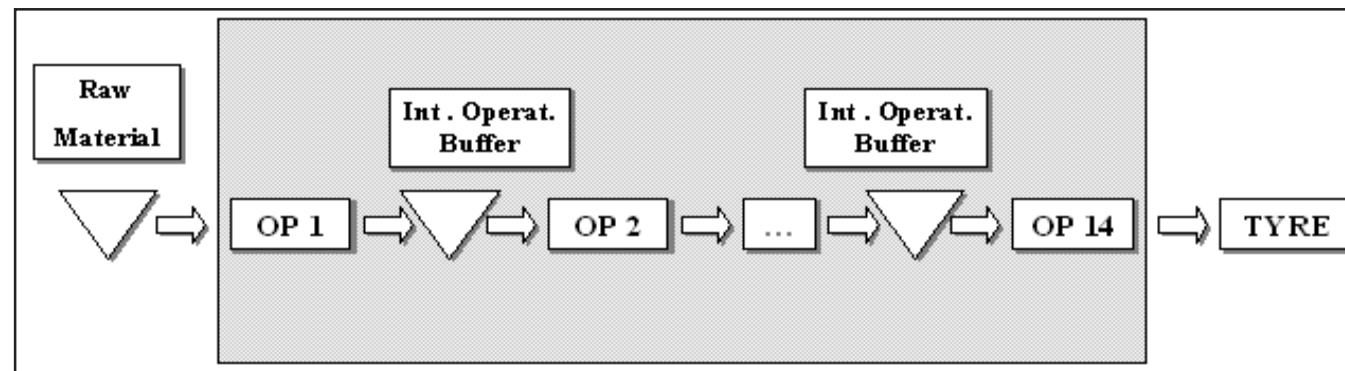 Raw
Material
Int . Operat.
Buffer
Int . Operat.
Buffer
OP 1
OP 2
...
OP 14
TYRE